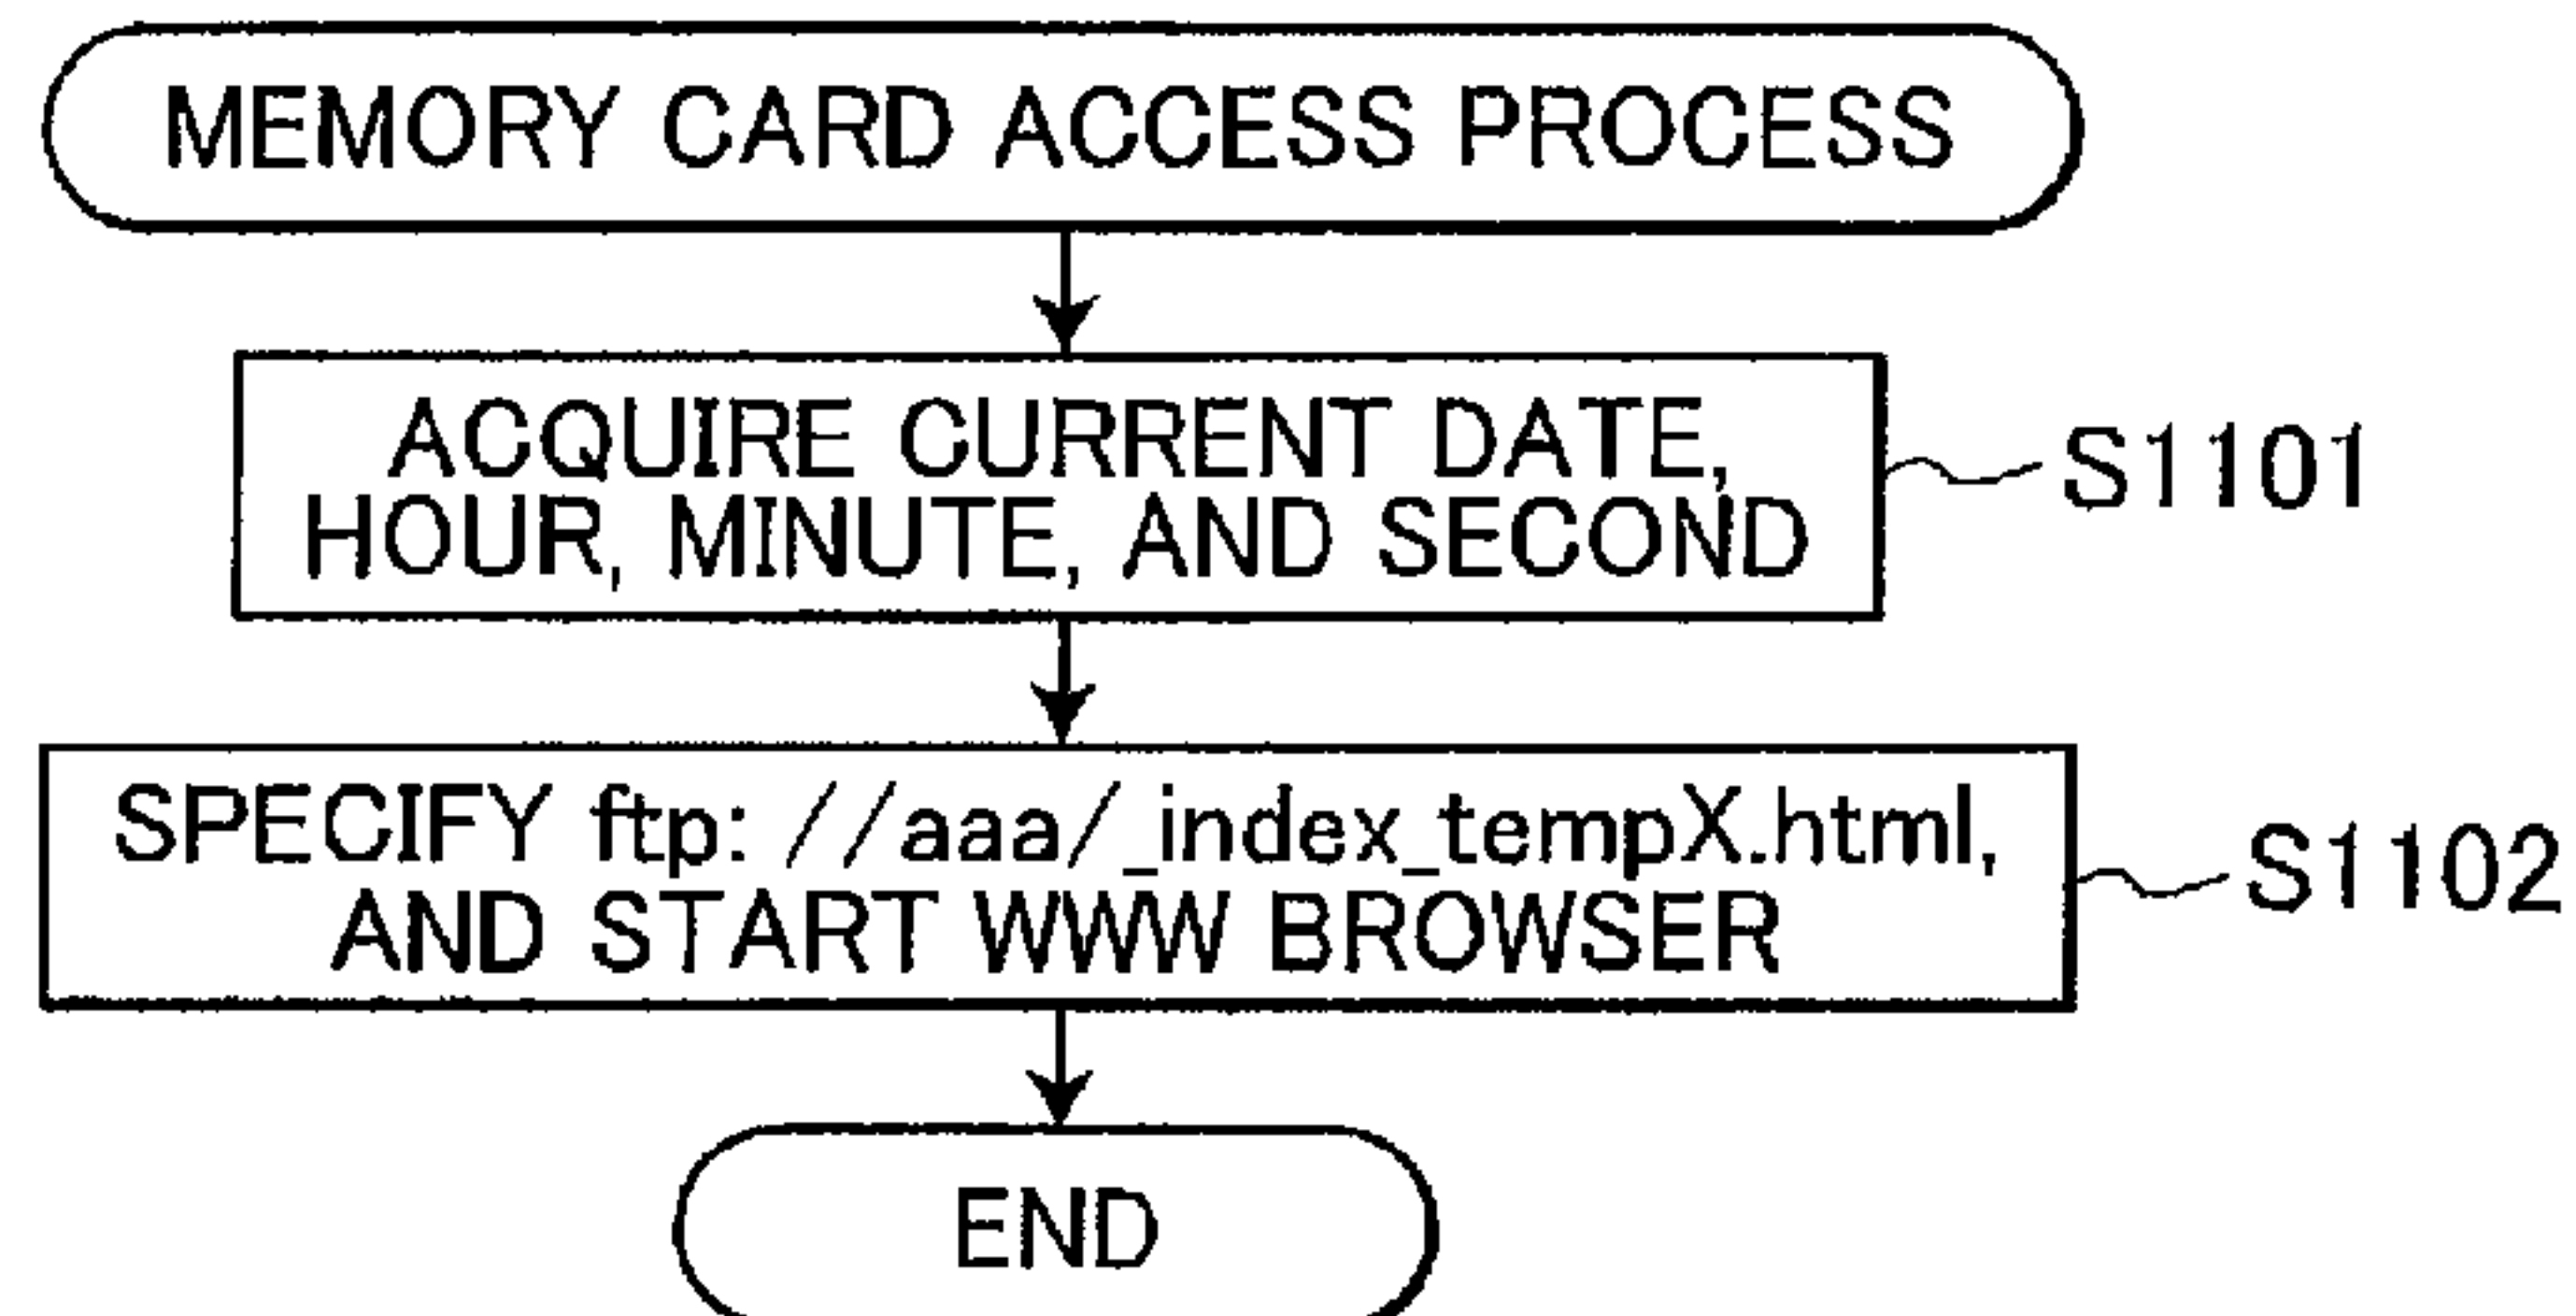 MEMORY CARD ACCESS PROCESS
ACQUIRE CURRENT DATE,
HOUR, MINUTE, AND SECOND
S1101
SPECIFY ftp: //aaa/_index_tempX.html,
AND START WWW BROWSER
S1102
END